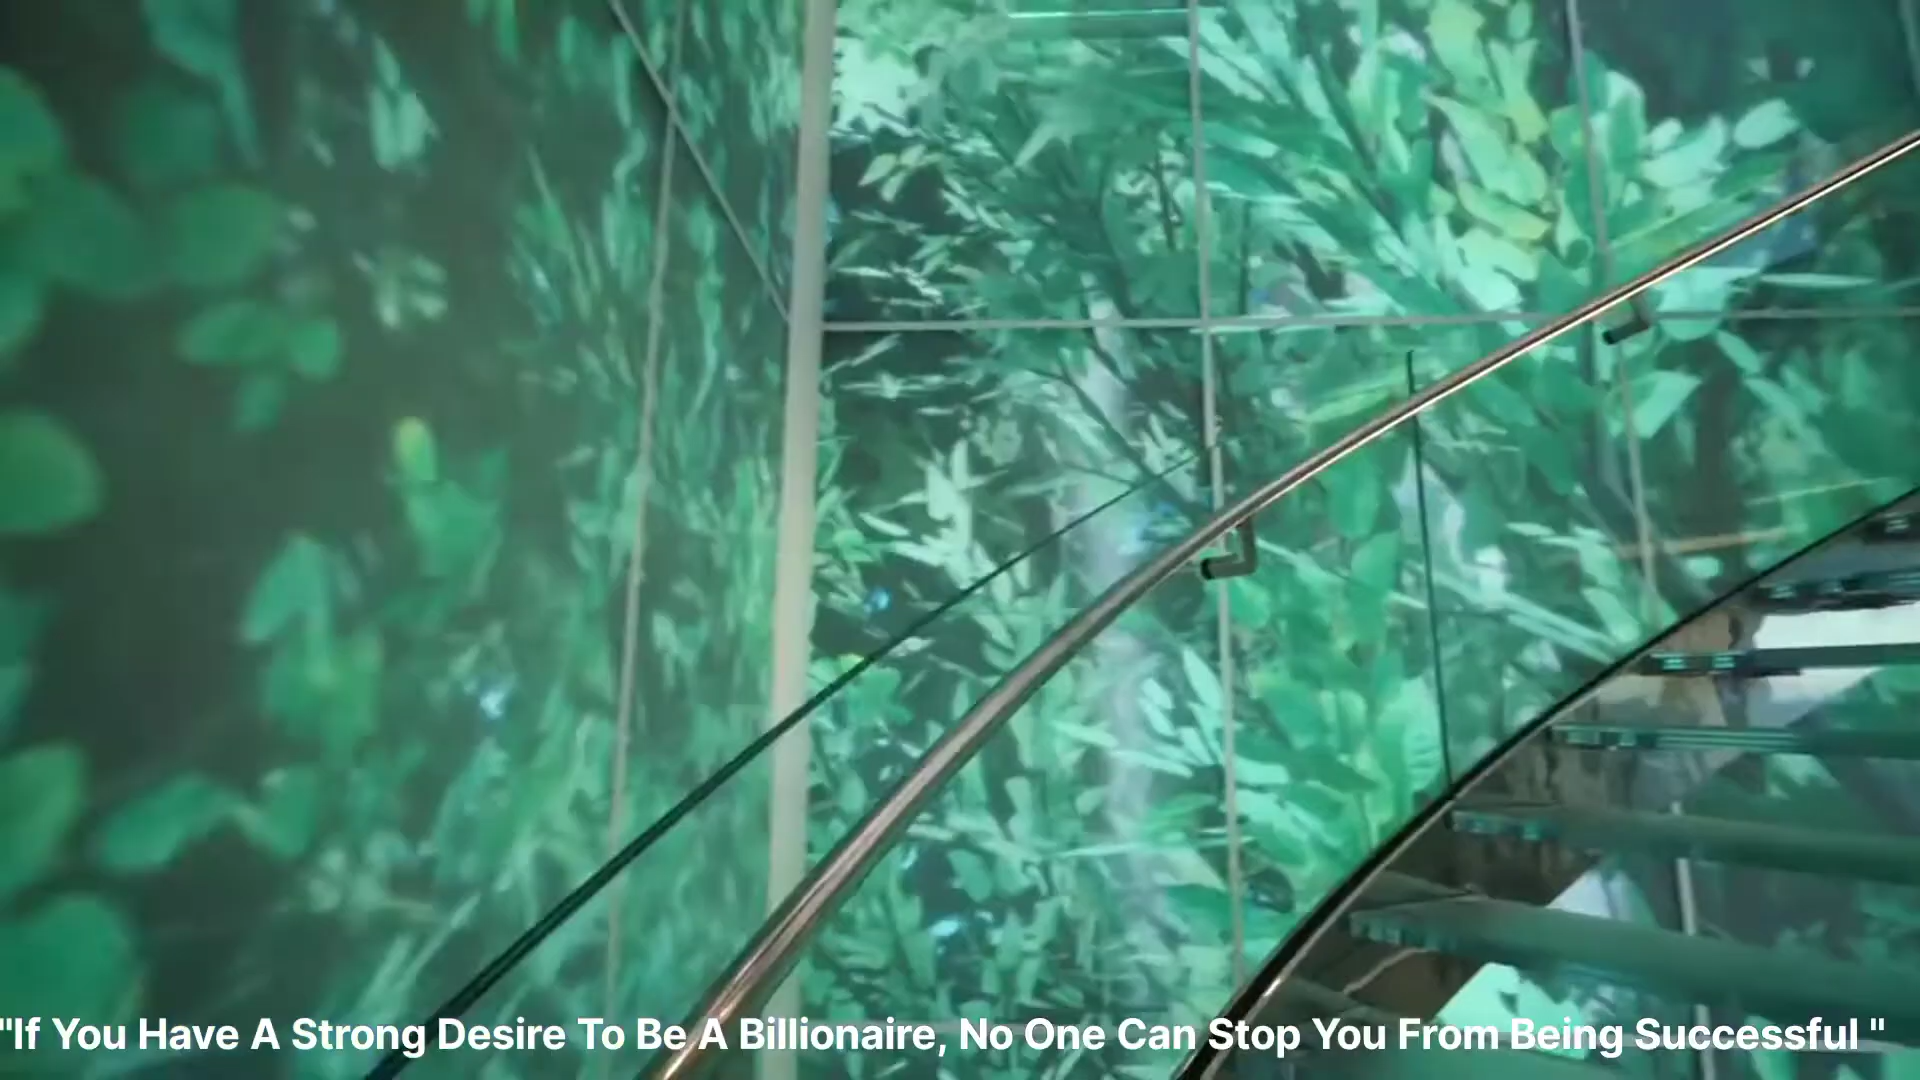 "If You Have A Strong Desire To Be A Billionaire, No One Can Stop You From Being Successful "